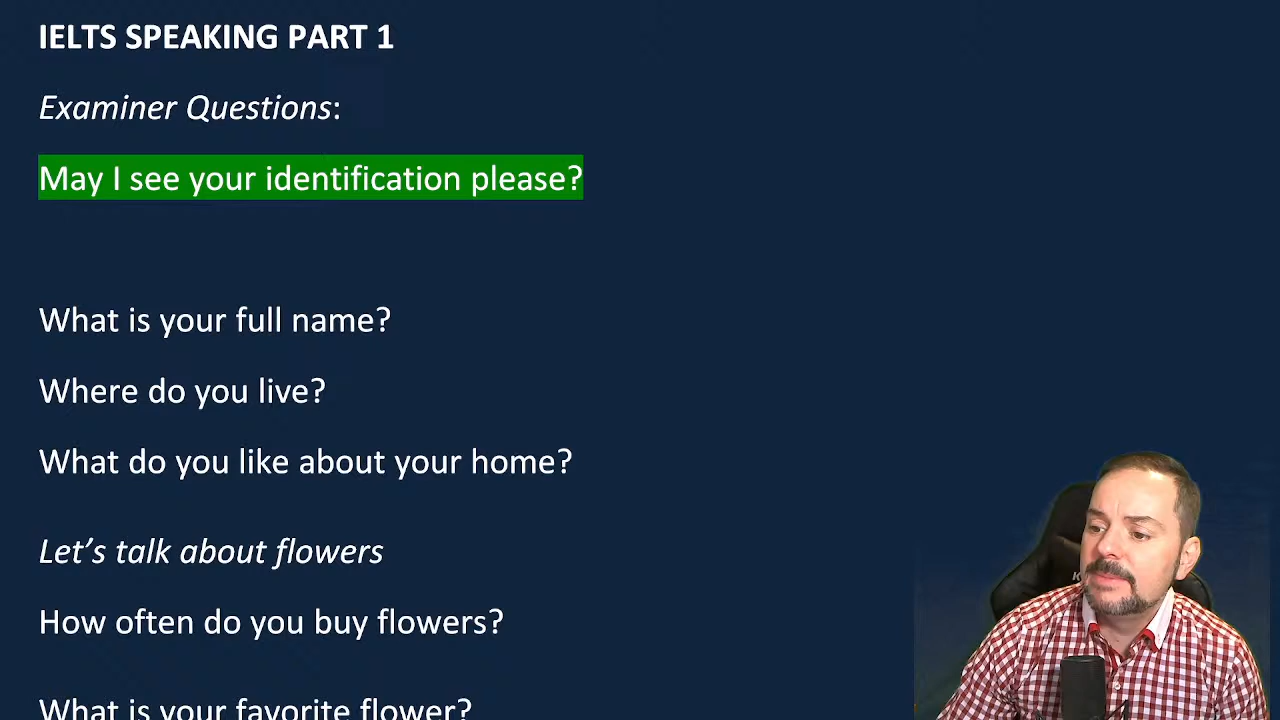 IELTS SPEAKING PART 1
Examiner Questions:
May I see your identification please?
What is your full name?
Where do you live?
What do you like about your home?
Let’s talk about flowers
How often do you buy flowers?
What is your favorite flower?